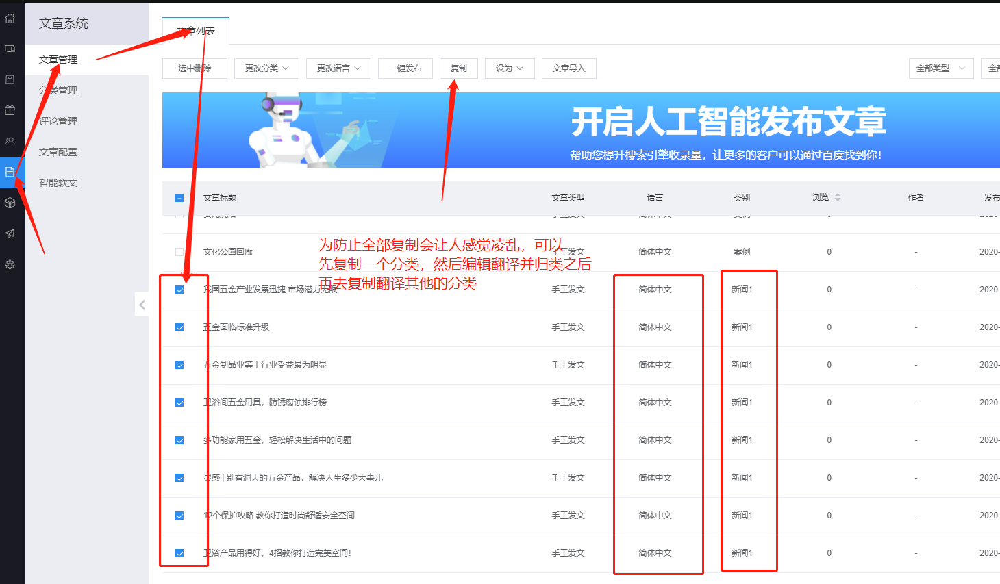 文章系统
文章管理
分类管理
评论管理
文章配置
智能软文
文章列表
选中删除 更改分类 更改语言 一键发布 复制 设为 文章导入 全部类型 全部
开启人工智能发布文章
帮助您提升搜索引擎收录量，让更多的客户可以通过百度找到你！
文章标题 文章类型 语言 类别 浏览 作者 发布
手工发文 简体中文 案例 0 - 2020-
文化公园回廊 手工发文 简体中文 案例 0 - 2020-
为防止全部复制会让人感觉凌乱，可以
先复制一个分类，然后编辑翻译并归类之后
再去复制翻译其他的分类
我国五金产业发展迅捷 市场潜力无限 手工发文 简体中文 新闻1 0 - 2020-
五金面临标准升级 手工发文 简体中文 新闻1 0 - 2020-
五金制品业等十行业受益最为明显 手工发文 简体中文 新闻1 0 - 2020-
卫浴间五金用具，防锈腐蚀排行榜 手工发文 简体中文 新闻1 0 - 2020-
多功能家用五金，轻松解决生活中的问题 手工发文 简体中文 新闻1 0 - 2020-
灵感 | 别有洞天的五金产品，解决人生多少大事儿 手工发文 简体中文 新闻1 0 - 2020-
12个保护攻略 教你打造时尚舒适安全空间 手工发文 简体中文 新闻1 0 - 2020-
卫浴产品用得好，4招教你打造完美空间！ 手工发文 简体中文 新闻1 0 - 2020-